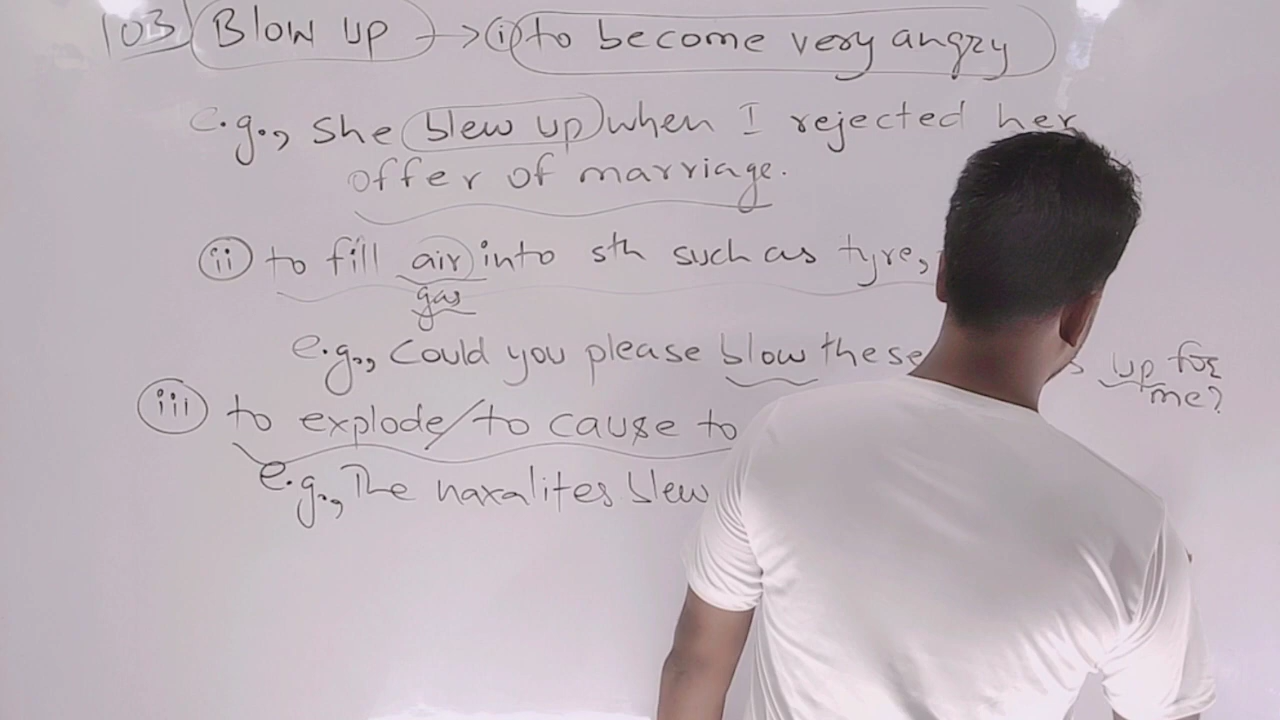 103) Blow up → (i) to become very angry
e.g., She blew up when I rejected her
offer of marriage.
(ii) to fill air into sth such as tyre,
gas
e.g., Could you please blow these up for
me?
(iii) to explode/to cause to
e.g., The naxalites blew